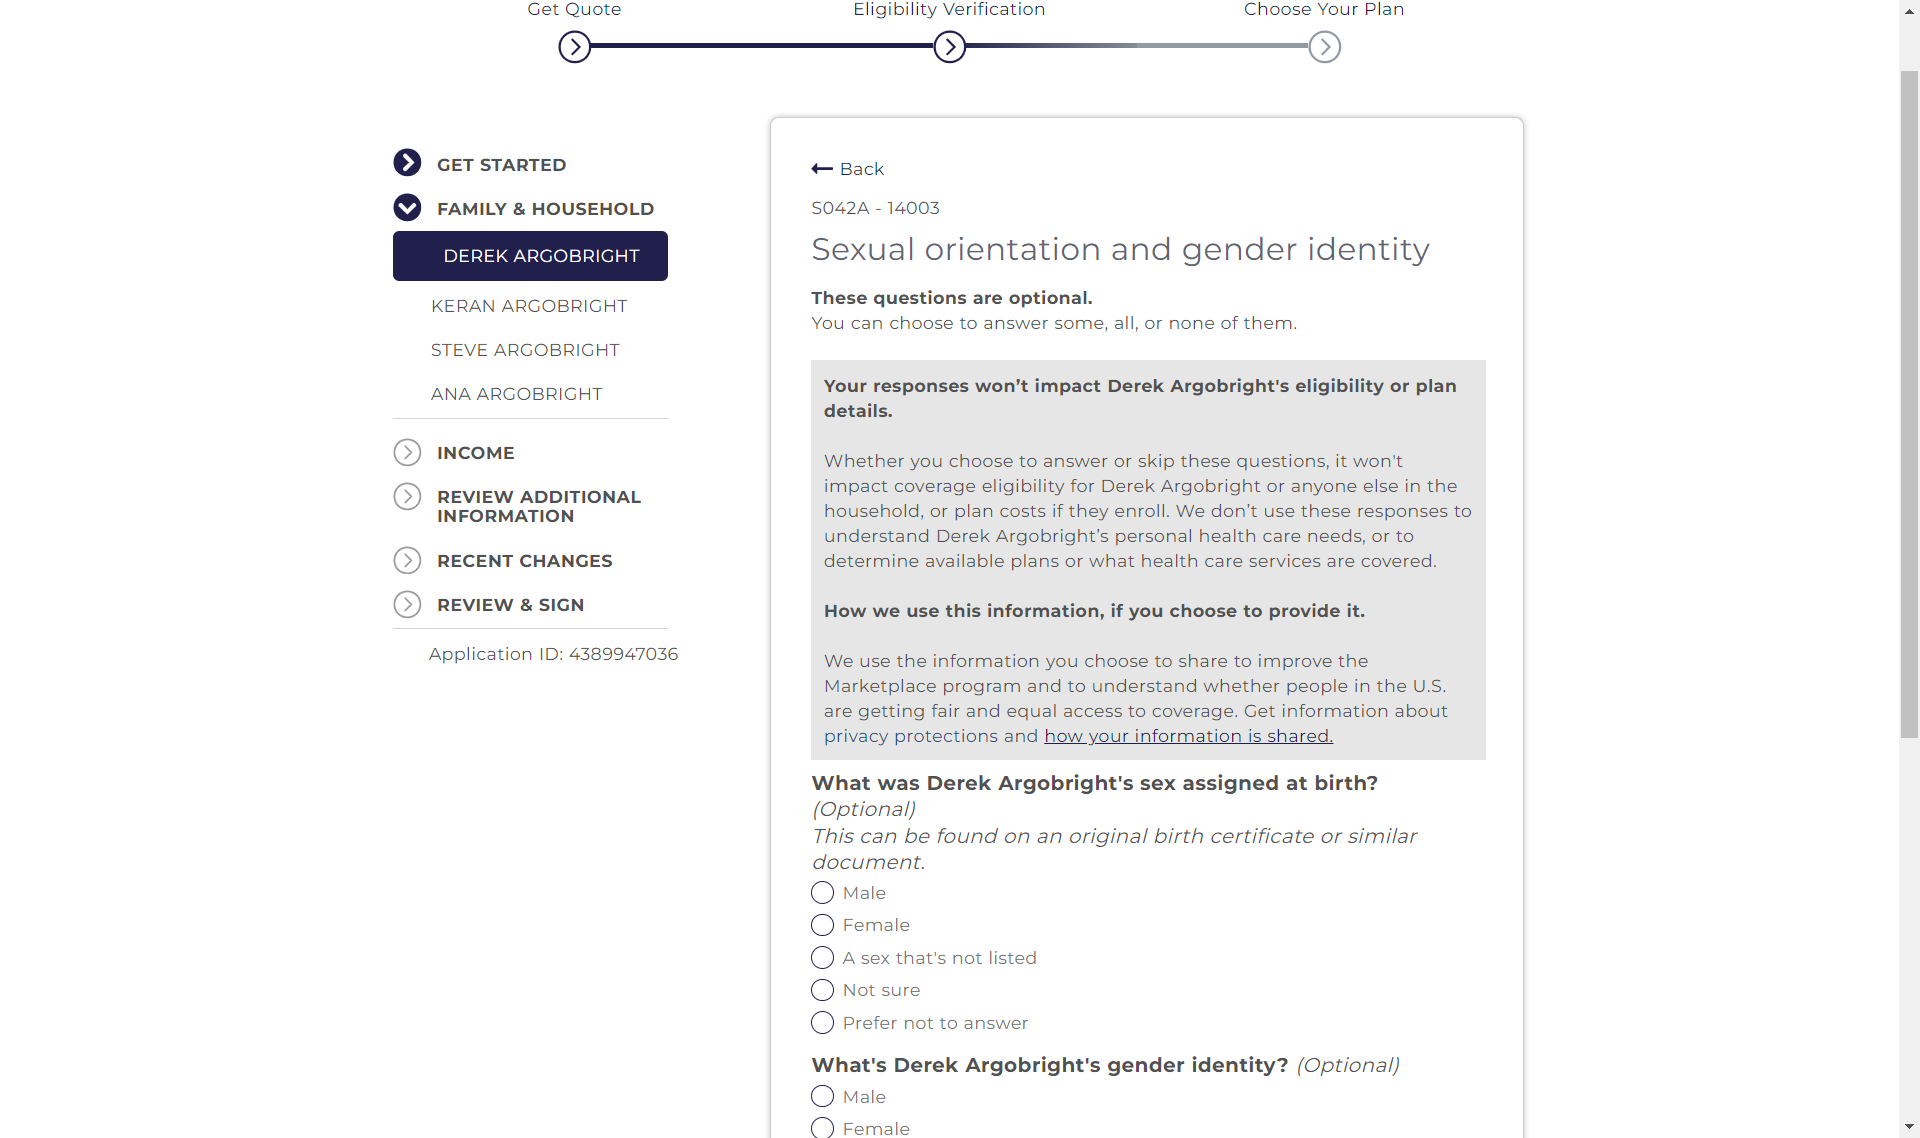 Get Quote
Eligibility Verification
Choose Your Plan
GET STARTED
FAMILY & HOUSEHOLD
DEREK ARGOBRIGHT
KERAN ARGOBRIGHT
STEVE ARGOBRIGHT
ANA ARGOBRIGHT
INCOME
REVIEW ADDITIONAL
INFORMATION
RECENT CHANGES
REVIEW & SIGN
Application ID: 4389947036
Back
S042A - 14003
Sexual orientation and gender identity
These questions are optional.
You can choose to answer some, all, or none of them.
Your responses won’t impact Derek Argobright's eligibility or plan
details.
Whether you choose to answer or skip these questions, it won't
impact coverage eligibility for Derek Argobright or anyone else in the
household, or plan costs if they enroll. We don’t use these responses to
understand Derek Argobright’s personal health care needs, or to
determine available plans or what health care services are covered.
How we use this information, if you choose to provide it.
We use the information you choose to share to improve the
Marketplace program and to understand whether people in the U.S.
are getting fair and equal access to coverage. Get information about
privacy protections and how your information is shared.
What was Derek Argobright's sex assigned at birth?
(Optional)
This can be found on an original birth certificate or similar
document.
Male
Female
A sex that's not listed
Not sure
Prefer not to answer
What's Derek Argobright's gender identity? (Optional)
Male
Female